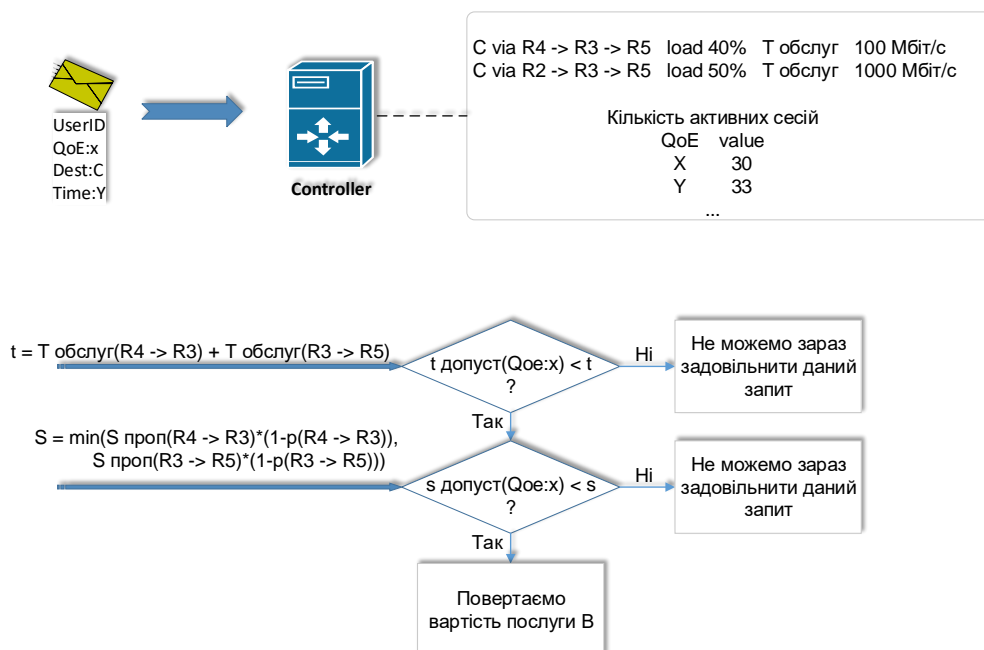 C via R4 -> R3 -> R5 load 40% Т обслуг 100 Мбіт/с
C via R2 -> R3 -> R5 load 50% Т обслуг 1000 Мбіт/с
Кількість активних сесій
QoE value
X 30
Y 33
...
UserID
QoE:x
Dest:C
Time:Y
Controller
t = Т обслуг(R4 -> R3) + Т обслуг(R3 -> R5)
t допуст(Qoe:x) < t
?
Ні
Не можемо зараз
задовільнити даний
запит
Так
S = min(S проп(R4 -> R3)*(1-p(R4 -> R3)),
S проп(R3 -> R5)*(1-p(R3 -> R5)))
s допуст(Qoe:x) < s
?
Ні
Не можемо зараз
задовільнити даний
запит
Так
Повертаємо
вартість послуги В